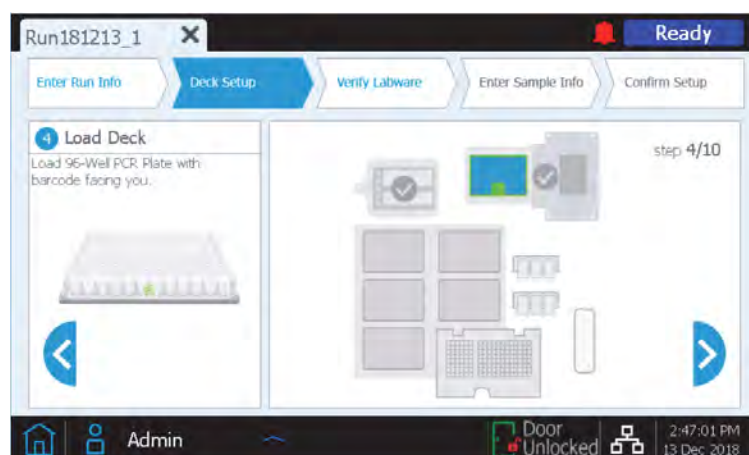 Run181213_1
Ready
Enter Run Info
Deck Setup
Verify Labware
Enter Sample Info
Confirm Setup
4 Load Deck
Load 96-Well PCR Plate with
barcode facing you.
step 4/10
Admin
Door
Unlocked
2:47:01 PM
13 Dec 2018